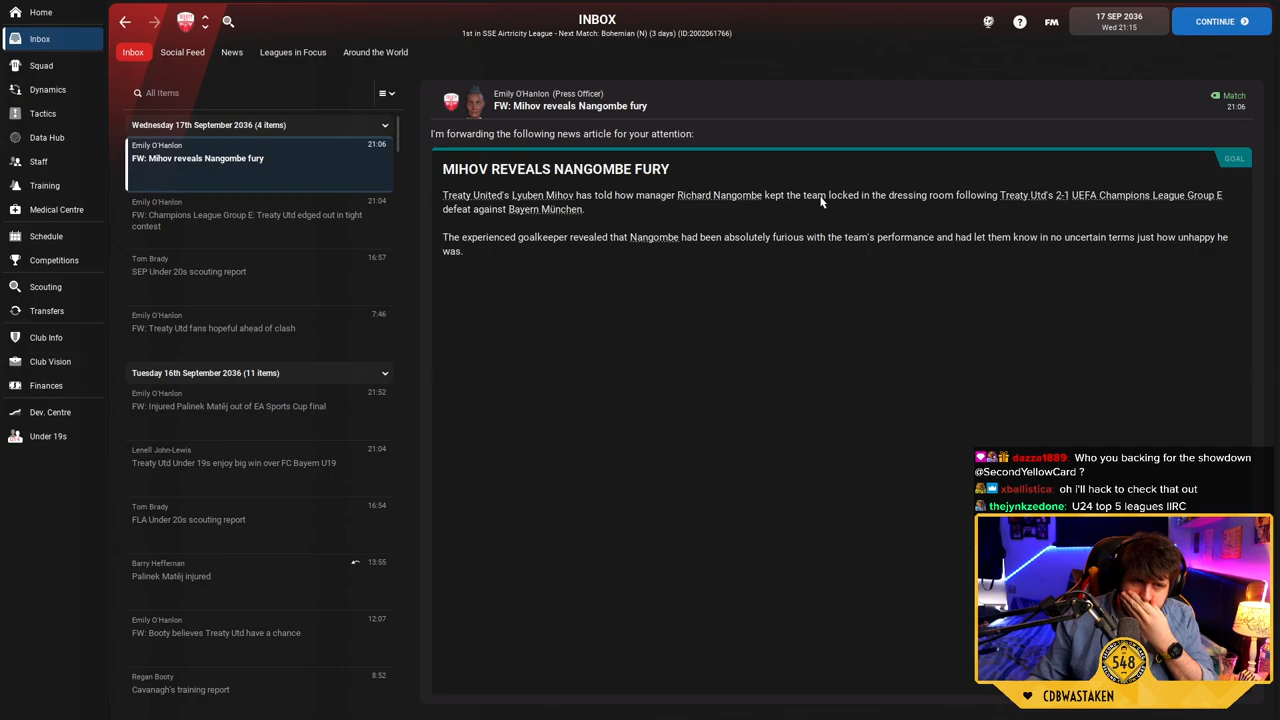 Home
Inbox
Squad
Dynamics
Tactics
Data Hub
Staff
Training
Medical Centre
Schedule
Competitions
Scouting
Transfers
Club Info
Club Vision
Finances
Dev. Centre
Under 19s
INBOX
1st in SSE Airtricity League - Next Match: Bohemian (N) (3 days) (ID:2002061766)
FM
17 SEP 2036
Wed 21:15
CONTINUE
Inbox
Social Feed
News
Leagues in Focus
Around the World
All Items
Wednesday 17th September 2036 (4 items)
Emily O'Hanlon 21:06
FW: Mihov reveals Nangombe fury
Emily O'Hanlon 21:04
FW: Champions League Group E: Treaty Utd edged out in tight
contest
Tom Brady 16:57
SEP Under 20s scouting report
Emily O'Hanlon 7:46
FW: Treaty Utd fans hopeful ahead of clash
Tuesday 16th September 2036 (11 items)
Emily O'Hanlon 21:52
FW: Injured Palinek Matěj out of EA Sports Cup final
Lenell John-Lewis 21:04
Treaty Utd Under 19s enjoy big win over FC Bayern U19
Tom Brady 16:54
FLA Under 20s scouting report
Barry Heffernan 13:55
Palinek Matěj injured
Emily O'Hanlon 12:07
FW: Booty believes Treaty Utd have a chance
Regan Booty 8:52
Cavanagh's training report
Emily O'Hanlon (Press Officer)
FW: Mihov reveals Nangombe fury
Match
21:06
I'm forwarding the following news article for your attention:
GOAL
MIHOV REVEALS NANGOMBE FURY
Treaty United's Lyuben Mihov has told how manager Richard Nangombe kept the team locked in the dressing room following Treaty Utd's 2-1 UEFA Champions League Group E
defeat against Bayern München.
The experienced goalkeeper revealed that Nangombe had been absolutely furious with the team's performance and had let them know in no uncertain terms just how unhappy he
was.
dazza1889: Who you backing for the showdown
@SecondYellowCard ?
xballistica: oh i'll hack to check that out
thejynkzedone: U24 top 5 leagues IIRC
548
CDBWASTAKEN